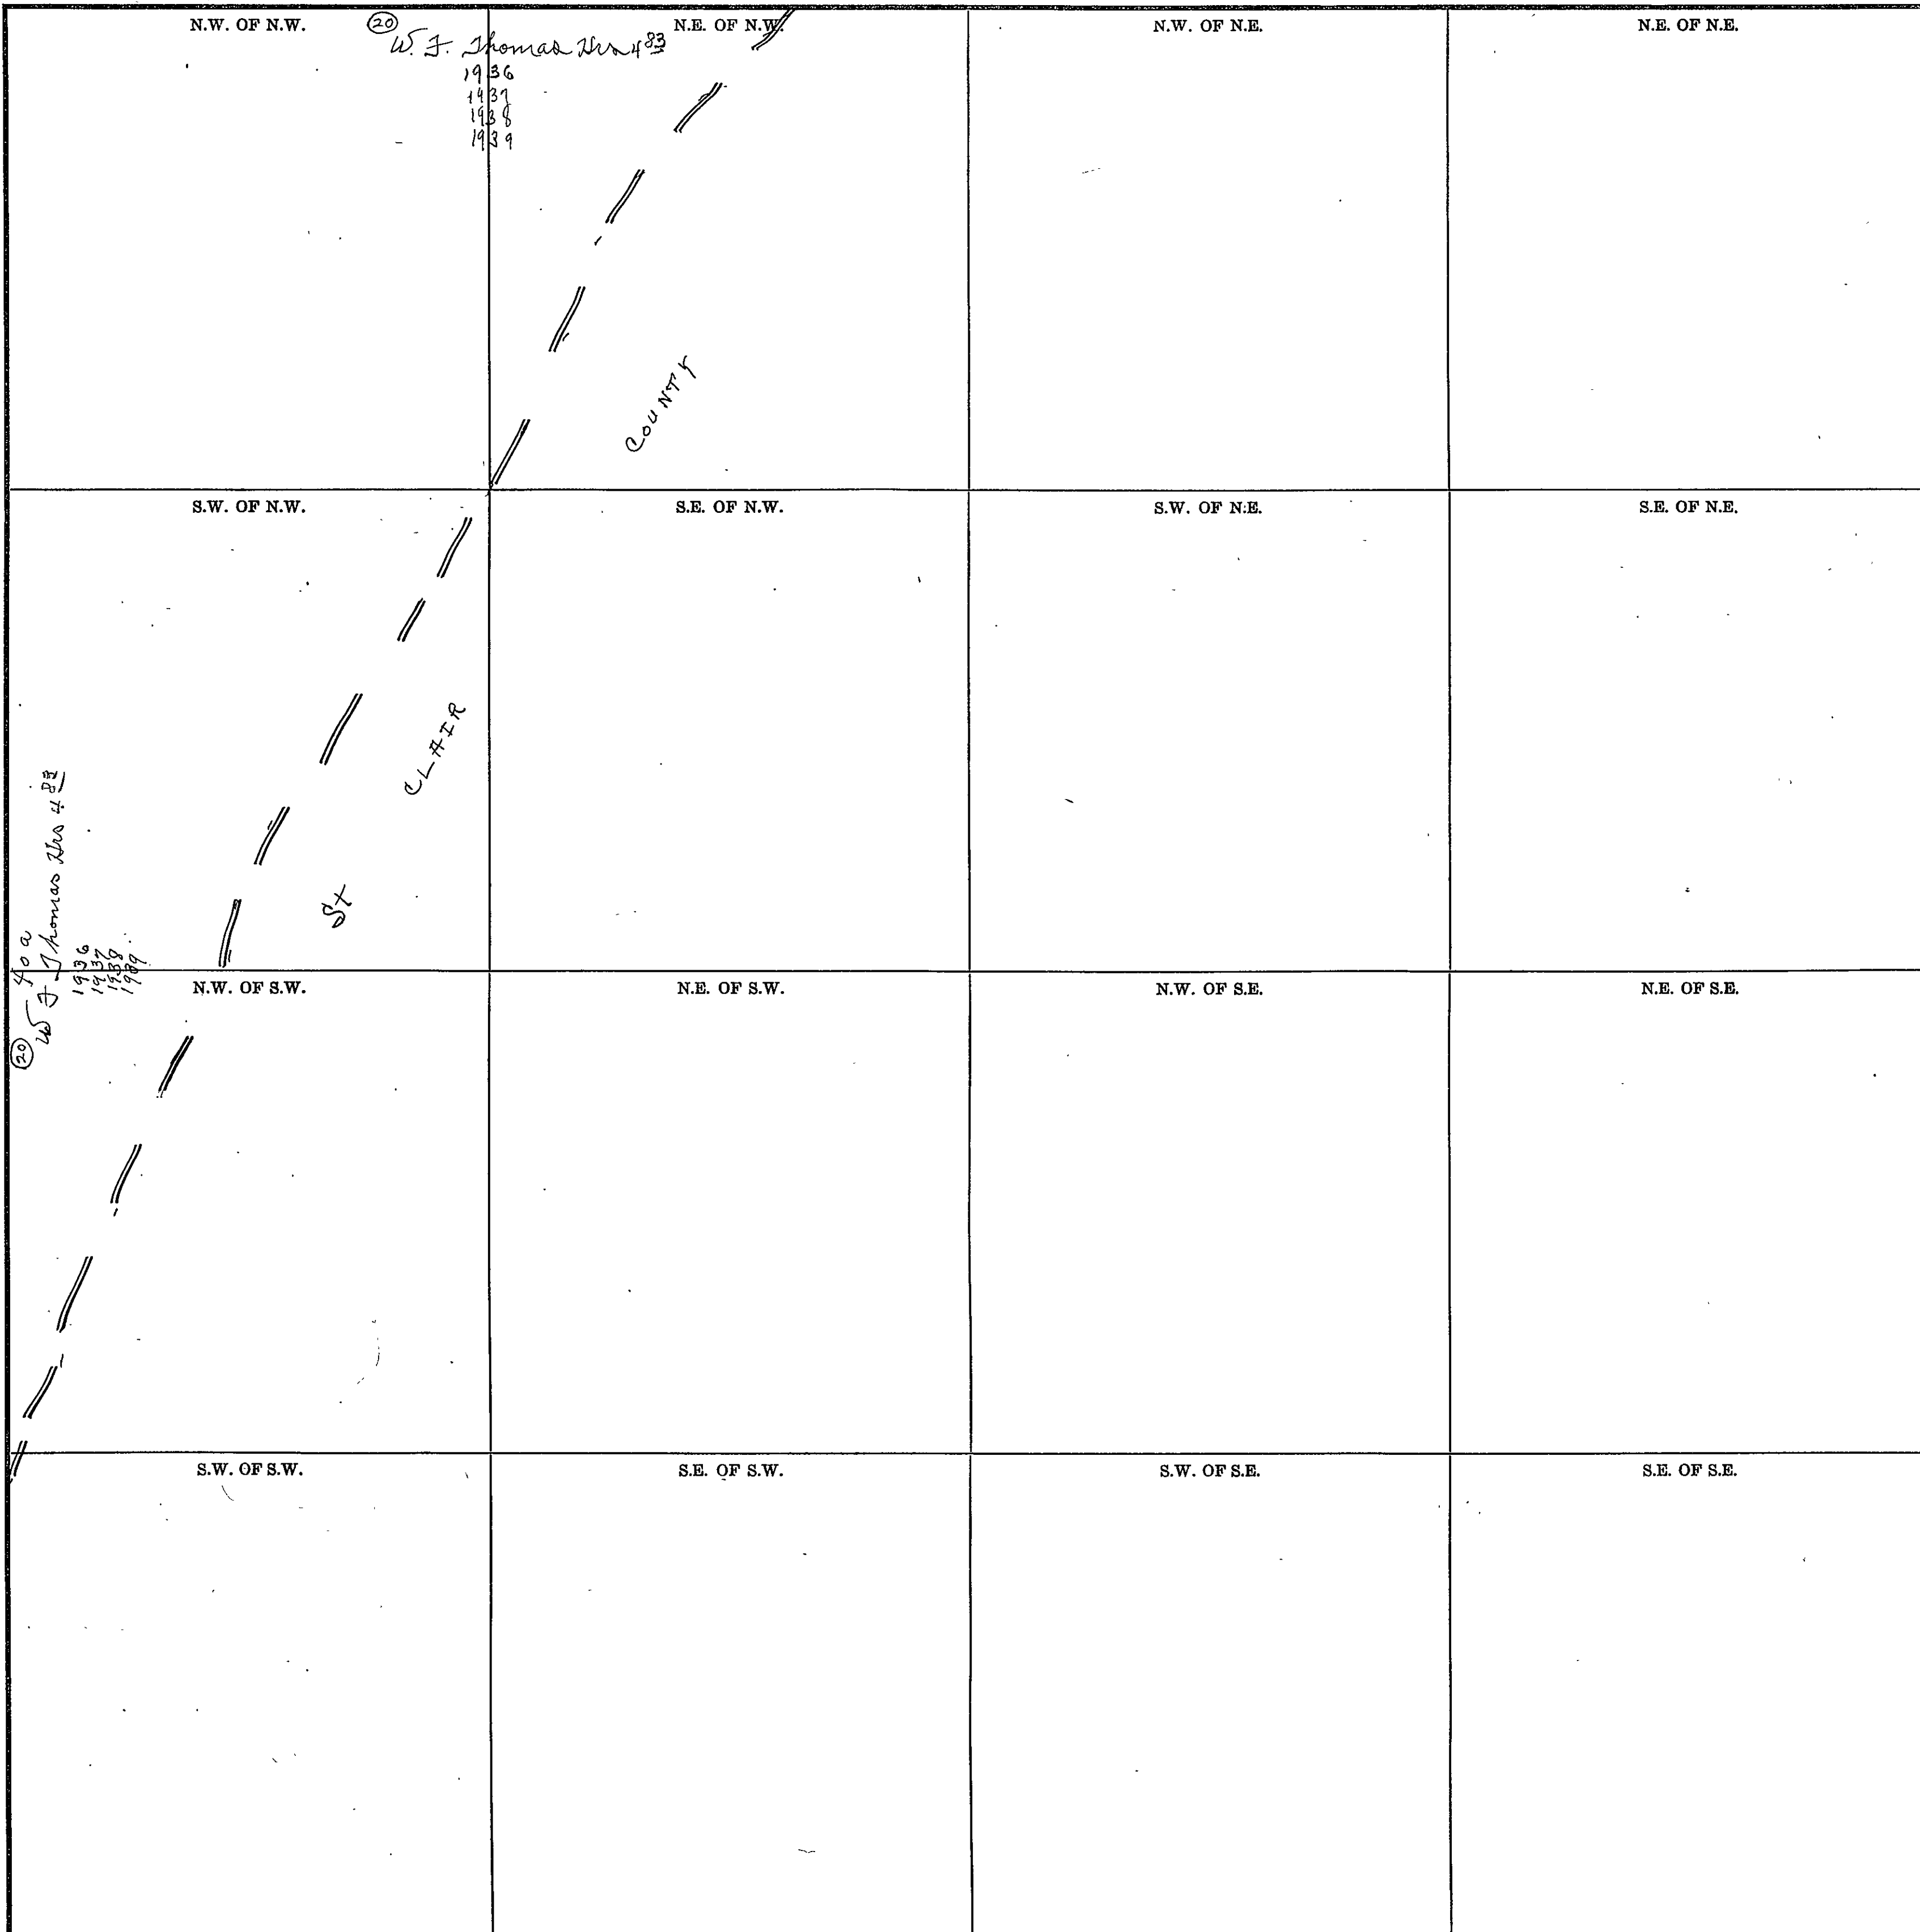 N.W. OF N.W.
N.E. OF N.W.
N.W. OF N.E.
N.E. OF N.E.
20
W. F. Thomas Hrs 4 83
1936
1937
1938
1939
COUNTY
S.W. OF N.W.
S.E. OF N.W.
S.W. OF N.E.
S.E. OF N.E.
CLAIR
St
40 a
W F Thomas Hrs 4 83
1936
1937
1938
1939
20
N.W. OF S.W.
N.E. OF S.W.
N.W. OF S.E.
N.E. OF S.E.
S.W. OF S.W.
S.E. OF S.W.
S.W. OF S.E.
S.E. OF S.E.